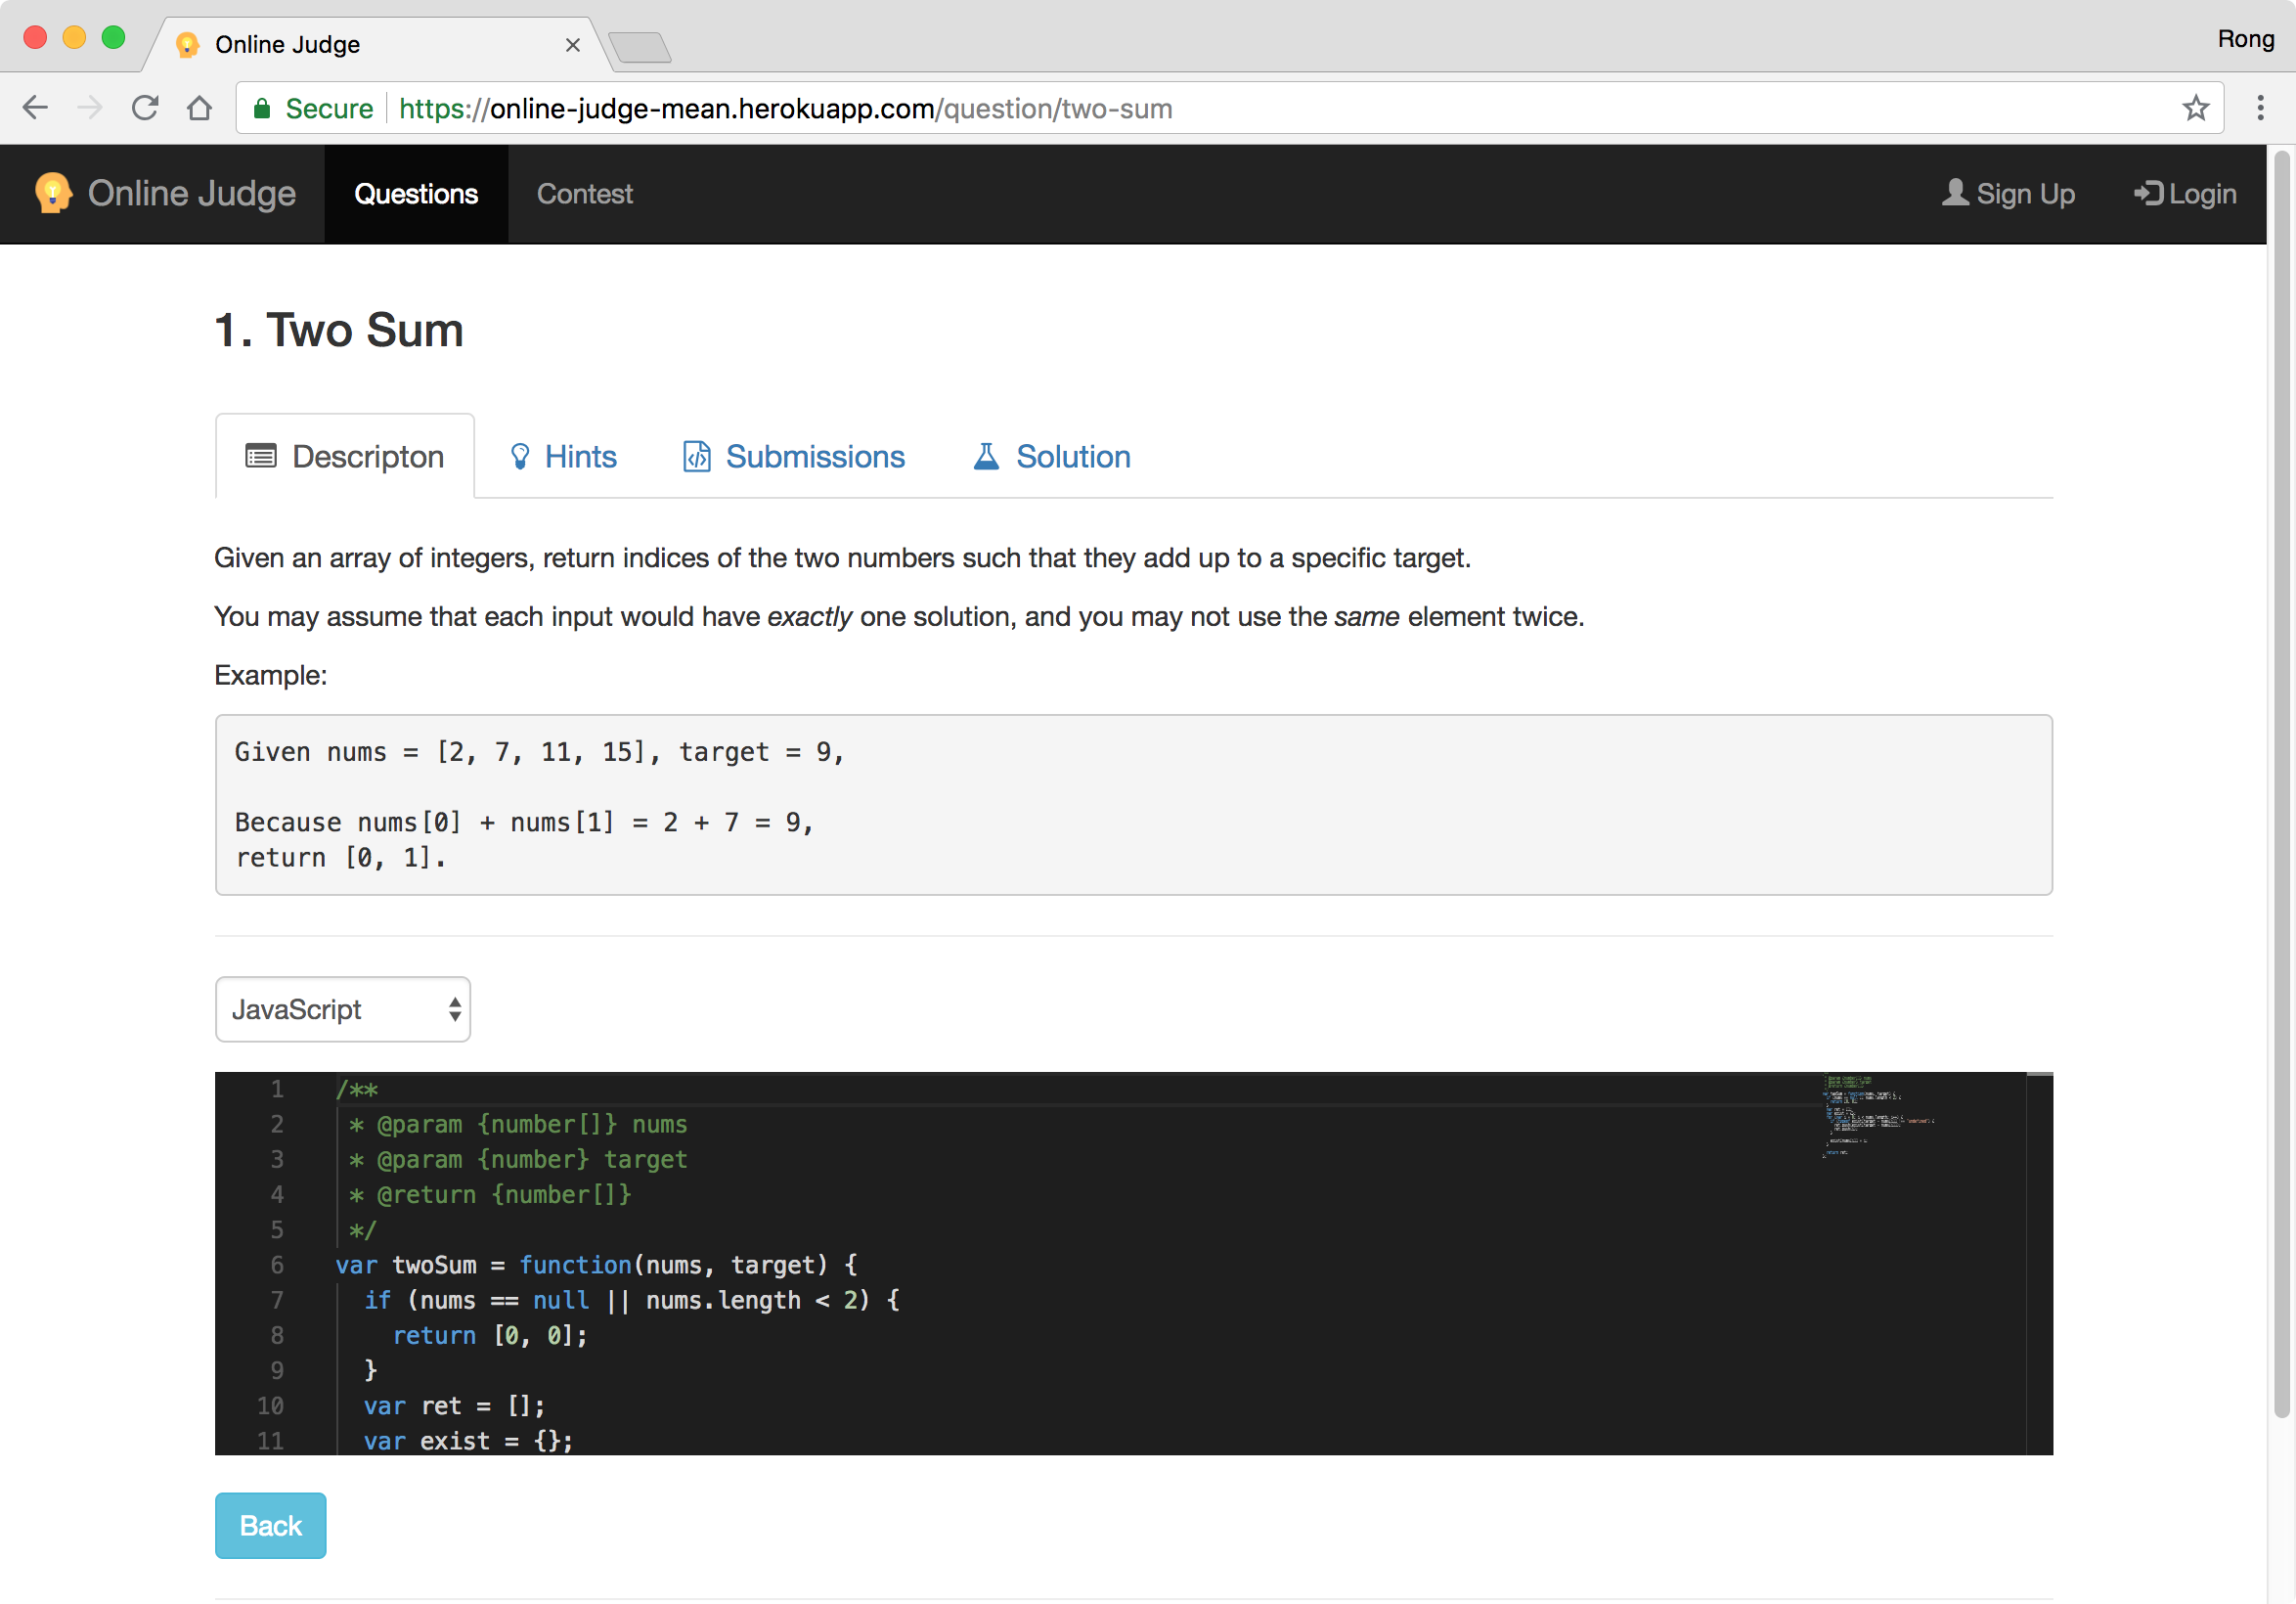 Online Judge
Rong
Secure https://online-judge-mean.herokuapp.com/question/two-sum
Online Judge Questions Contest Sign Up Login
1. Two Sum
Descripton Hints Submissions Solution
Given an array of integers, return indices of the two numbers such that they add up to a specific target.
You may assume that each input would have exactly one solution, and you may not use the same element twice.
Example:
Given nums = [2, 7, 11, 15], target = 9,
Because nums[0] + nums[1] = 2 + 7 = 9,
return [0, 1].
JavaScript
1 /**
2 * @param {number[]} nums
3 * @param {number} target
4 * @return {number[]}
5 */
6 var twoSum = function(nums, target) {
7 if (nums == null || nums.length < 2) {
8 return [0, 0];
9 }
10 var ret = [];
11 var exist = {};
Back